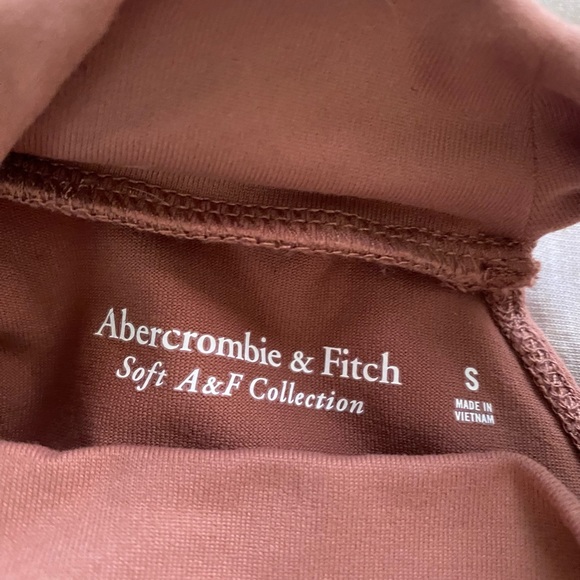 Abercrombie & Fitch
Soft A&F Collection
S
MADE IN
VIETNAM